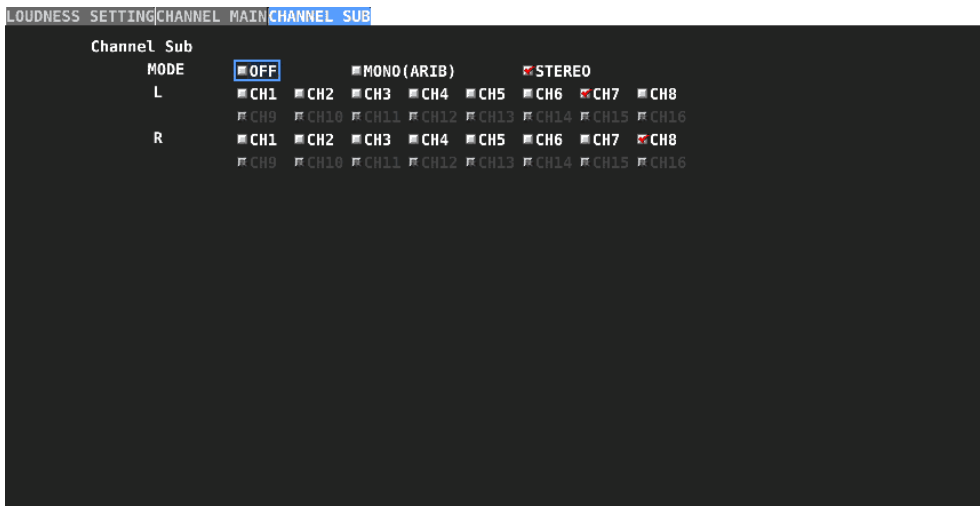 LOUDNESS SETTING CHANNEL MAIN CHANNEL SUB
Channel Sub
MODE OFF MONO(ARIB) STEREO
L CH1 CH2 CH3 CH4 CH5 CH6 CH7 CH8
CH9 CH10 CH11 CH12 CH13 CH14 CH15 CH16
R CH1 CH2 CH3 CH4 CH5 CH6 CH7 CH8
CH9 CH10 CH11 CH12 CH13 CH14 CH15 CH16